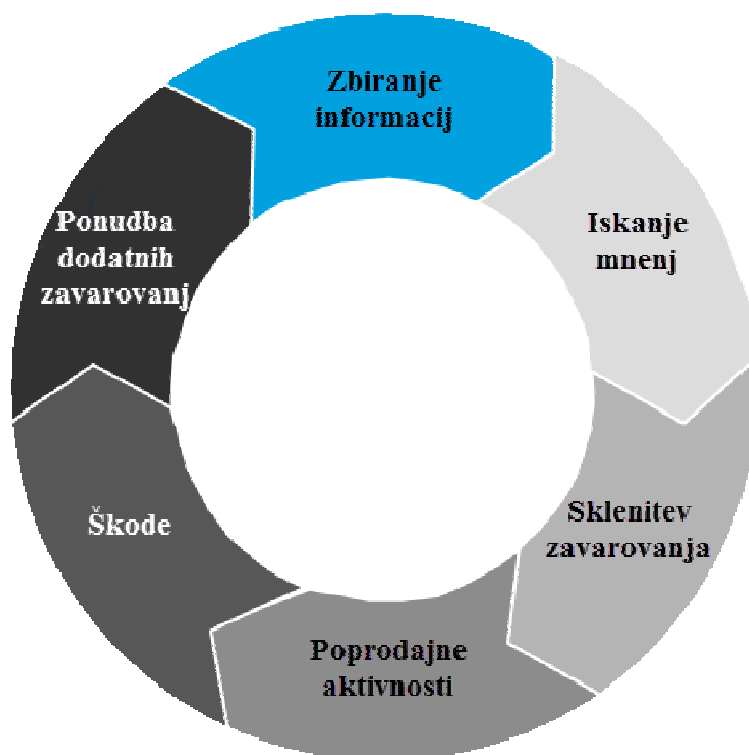 Zbiranje
informacij
Iskanje
mnenj
Sklenitev
zavarovanja
Poprodajne
aktivnosti
Škode
Ponudba
dodatnih
zavarovanj